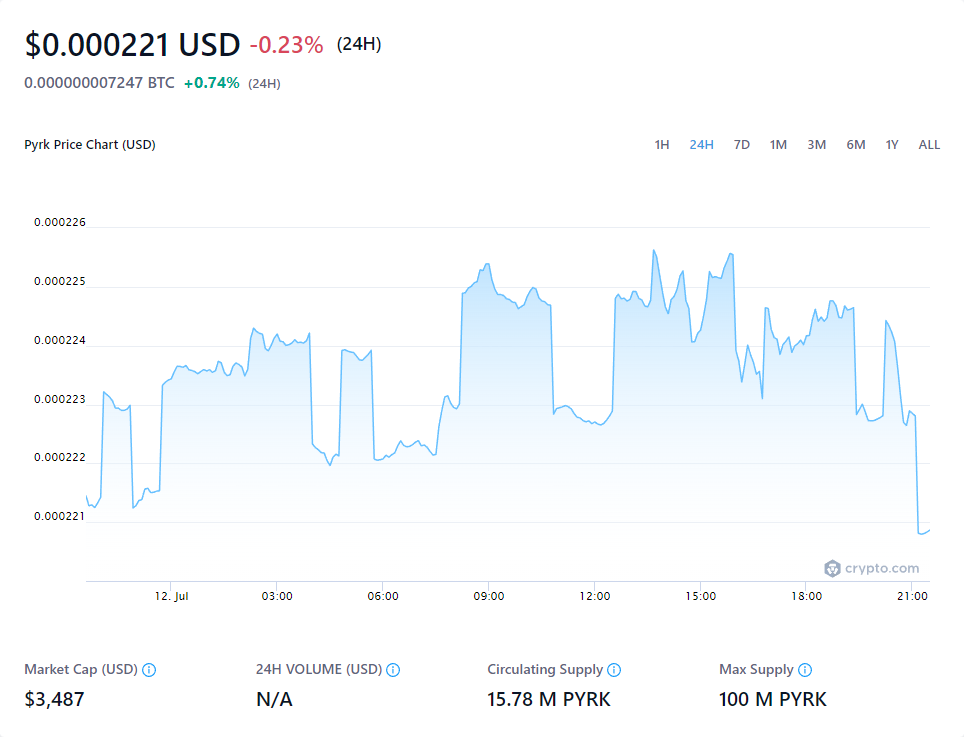 $0.000221 USD -0.23% (24H)
0.000000007247 BTC +0.74% (24H)
Pyrk Price Chart (USD) 1H 24H 7D 1M 3M 6M 1Y ALL
0.000226
0.000225
0.000224
0.000223
0.000222
0.000221
crypto.com
12. Jul 03:00 06:00 09:00 12:00 15:00 18:00 21:00
Market Cap (USD) 24H VOLUME (USD) Circulating Supply Max Supply
$3,487 N/A 15.78 M PYRK 100 M PYRK